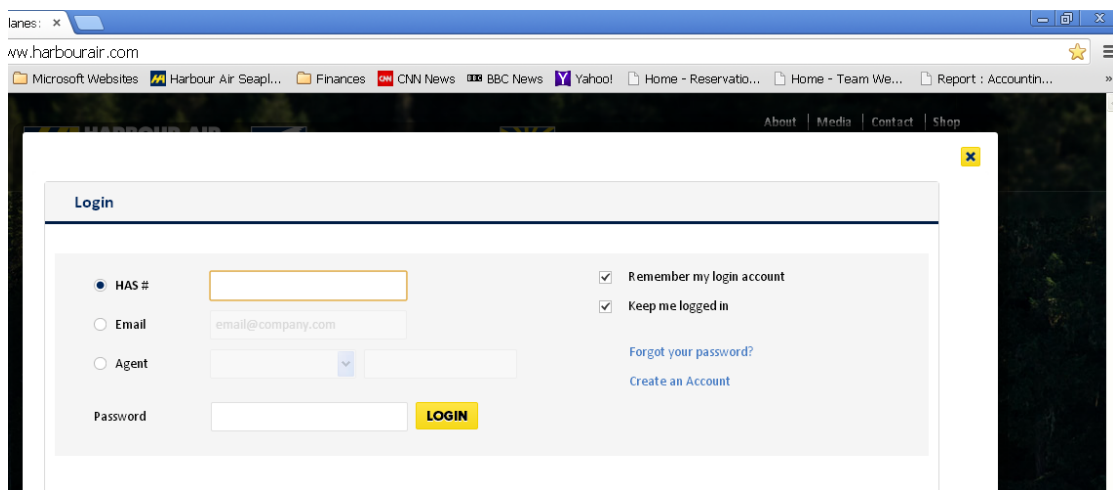 lanes:
ww.harbourair.com
Microsoft Websites Harbour Air Seapl... Finances CNN News BBC News Yahoo! Home - Reservatio... Home - Team We... Report : Accountin... »
About | Media | Contact | Shop
HARBOUR AIR
Login
HAS #
Remember my login account
Keep me logged in
Email email@company.com
Agent
Forgot your password?
Create an Account
Password LOGIN